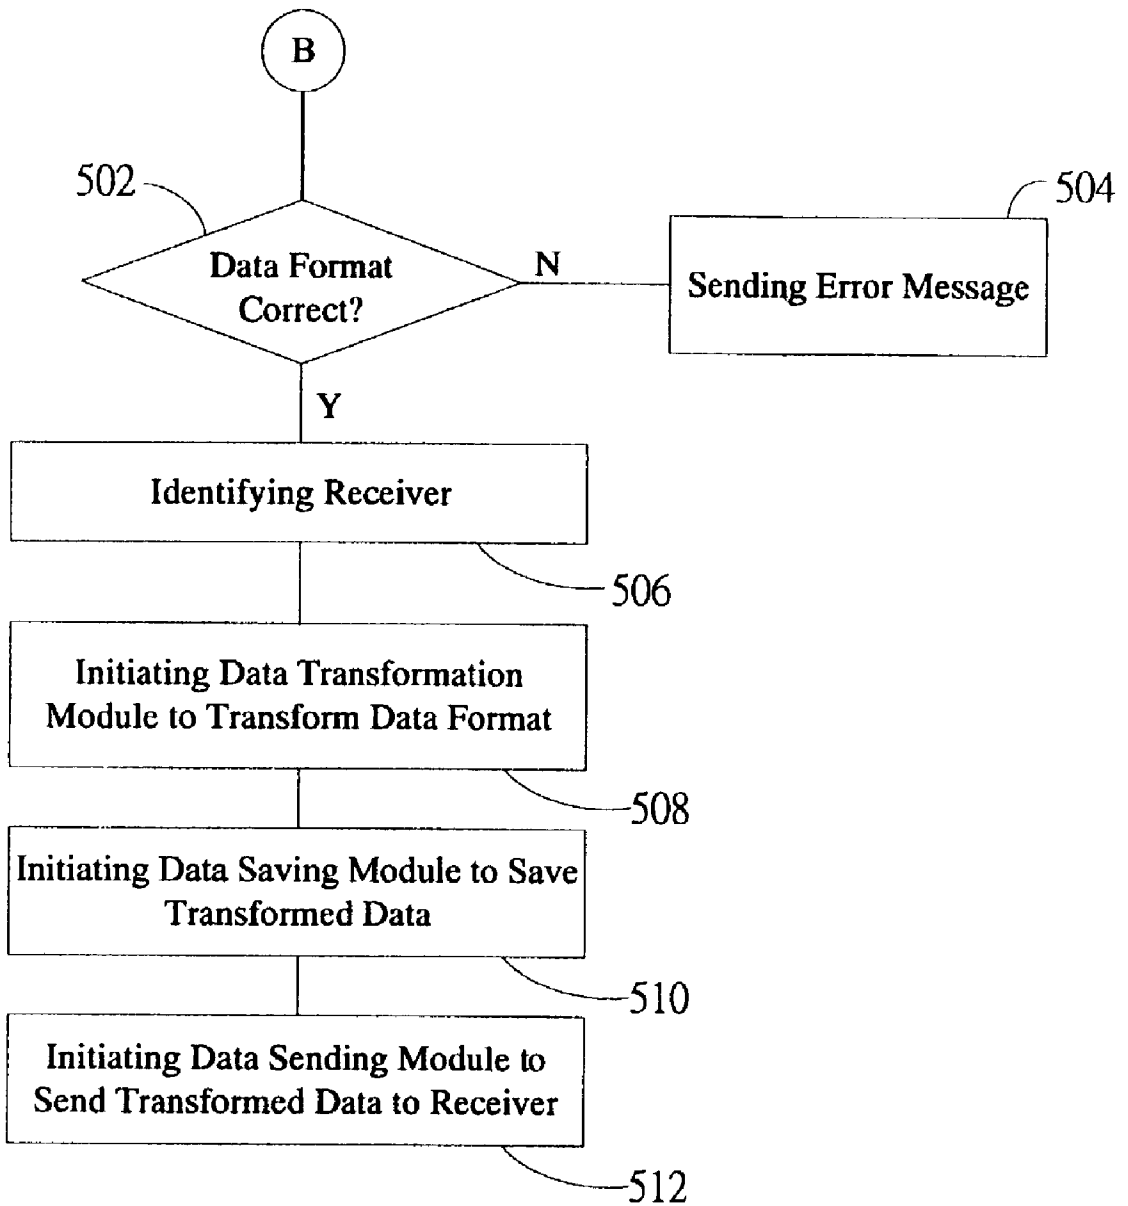 B
502
504
Data Format
Correct?
N
Sending Error Message
Y
Identifying Receiver
506
Initiating Data Transformation
Module to Transform Data Format
508
Initiating Data Saving Module to Save
Transformed Data
510
Initiating Data Sending Module to
Send Transformed Data to Receiver
512